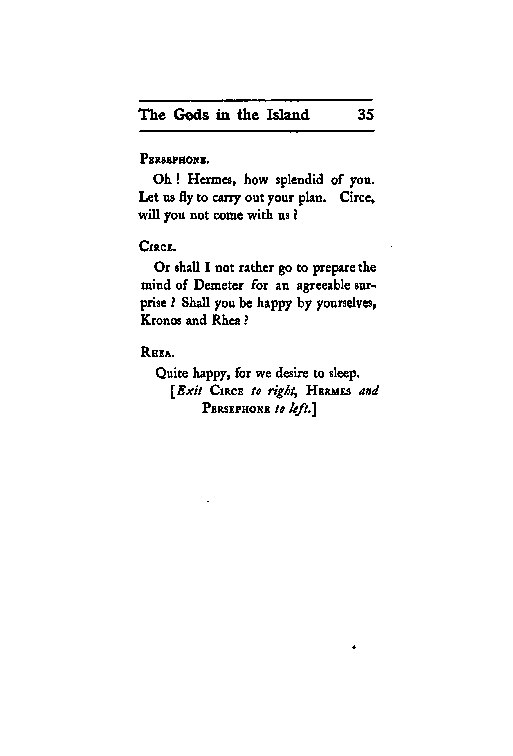 The Gods in the Island 35
PERSEPHONE.
Oh! Hermes, how splendid of you.
Let us fly to carry out your plan. Circe,
will you not come with us?
CIRCE.
Or shall I not rather go to prepare the
mind of Demeter for an agreeable sur-
prise? Shall you be happy by yourselves,
Kronos and Rhea?
RHEA.
Quite happy, for we desire to sleep.
[Exit CIRCE to right, HERMES and
PERSEPHONE to left.]